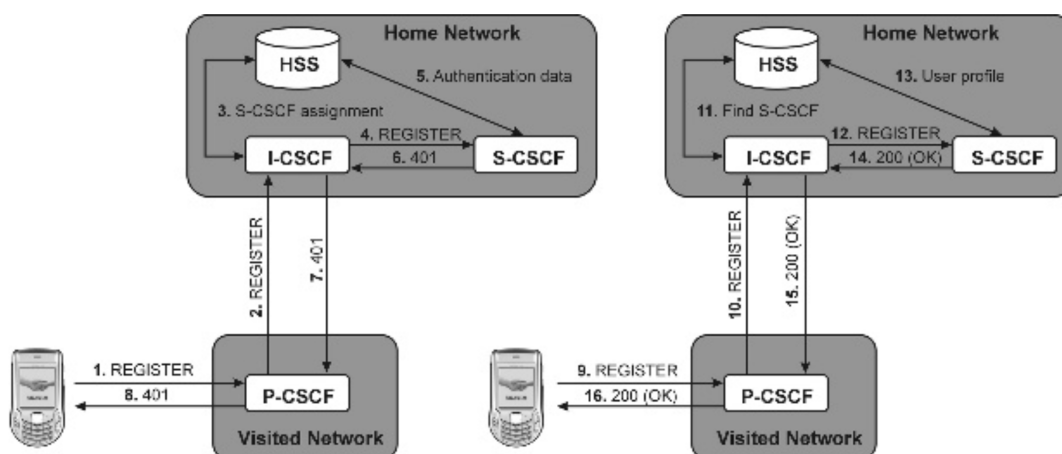 Home Network
HSS
5. Authentication data
3. S-CSCF assignment
4. REGISTER
I-CSCF
6. 401
S-CSCF
2. REGISTER
7. 401
1. REGISTER
8. 401
P-CSCF
Visited Network
Home Network
HSS
13. User profile
11. Find S-CSCF
12. REGISTER
I-CSCF
14. 200 (OK)
S-CSCF
10. REGISTER
15. 200 (OK)
9. REGISTER
16. 200 (OK)
P-CSCF
Visited Network